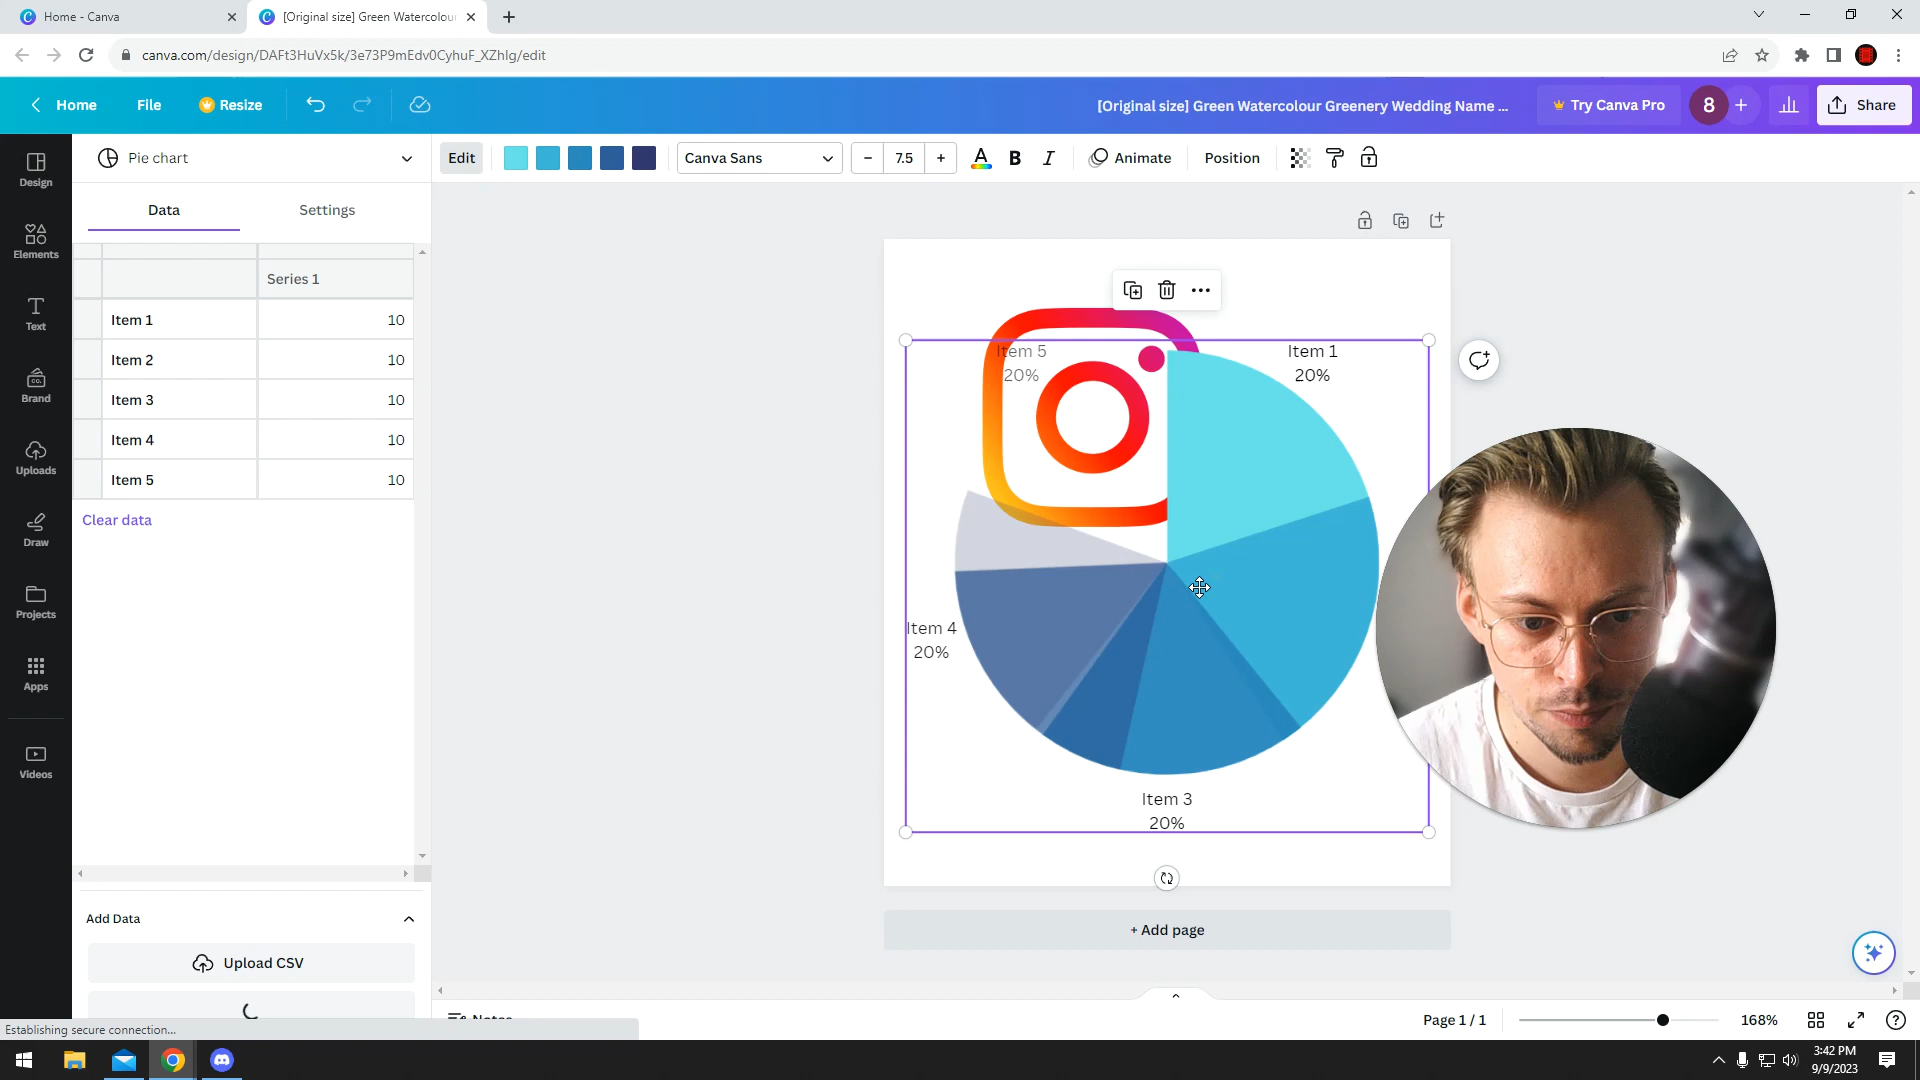 Home - Canva
[Original size] Green Watercolou
canva.com/design/DAFt3HuVx5k/3e73P9mEdv0CyhuF_XZhIg/edit
Home
File
Resize
[Original size] Green Watercolour Greenery Wedding Name ...
Try Canva Pro
8
Share
Pie chart
Edit
Canva Sans
7.5
B
I
Animate
Position
Design
Elements
Text
Brand
Uploads
Draw
Projects
Apps
Videos
Data
Settings
Series 1
Item 1 10
Item 2 10
Item 3 10
Item 4 10
Item 5 10
Clear data
Add Data
Upload CSV
Item 5
20%
Item 1
20%
Item 4
20%
Item 3
20%
+ Add page
Establishing secure connection...
Notes
Page 1 / 1
168%
3:42 PM
9/9/2023